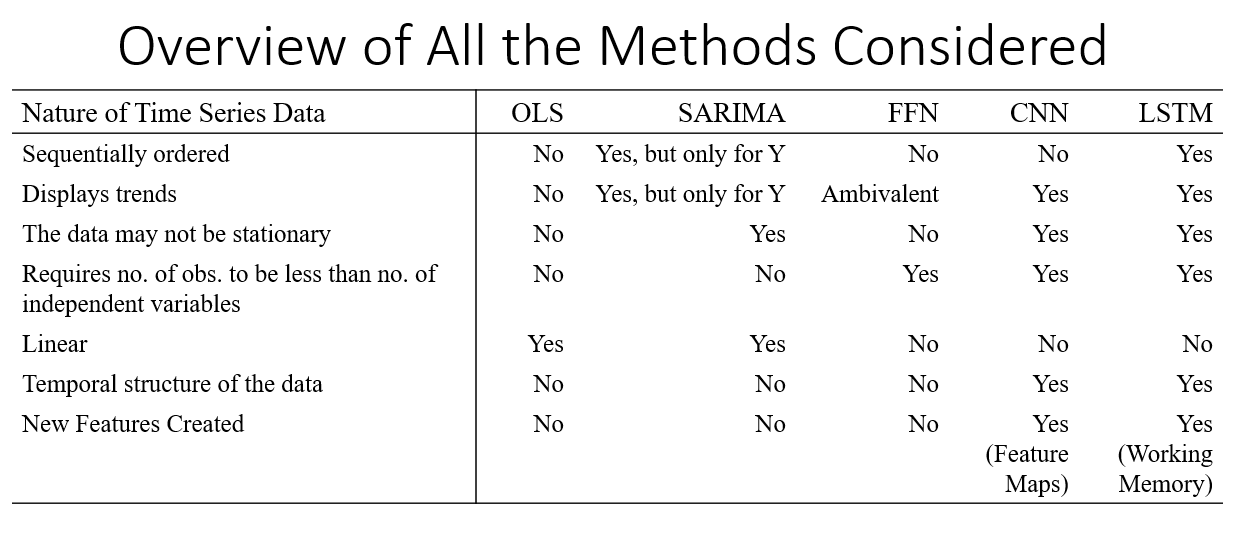 Overview of All the Methods Considered
Nature of Time Series Data OLS SARIMA FFN CNN LSTM
Sequentially ordered No Yes, but only for Y No No Yes
Displays trends No Yes, but only for Y Ambivalent Yes Yes
The data may not be stationary No Yes No Yes Yes
Requires no. of obs. to be less than no. of No No Yes Yes Yes
independent variables
Linear Yes Yes No No No
Temporal structure of the data No No No Yes Yes
New Features Created No No No Yes Yes
(Feature (Working
Maps) Memory)